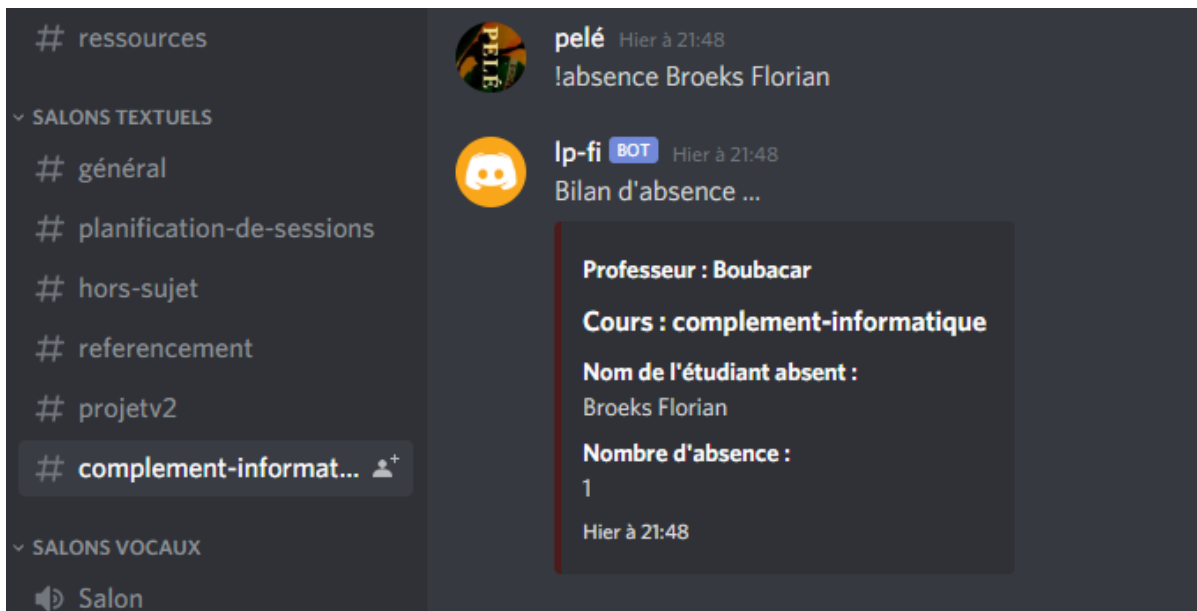 # ressources
SALONS TEXTUELS
# général
# planification-de-sessions
# hors-sujet
# referencement
# projetv2
# complement-informat...
SALONS VOCAUX
Salon
PELÉ
pelé Hier à 21:48
!absence Broeks Florian
lp-fi BOT Hier à 21:48
Bilan d'absence ...
Professeur : Boubacar
Cours : complement-informatique
Nom de l'étudiant absent :
Broeks Florian
Nombre d'absence :
1
Hier à 21:48